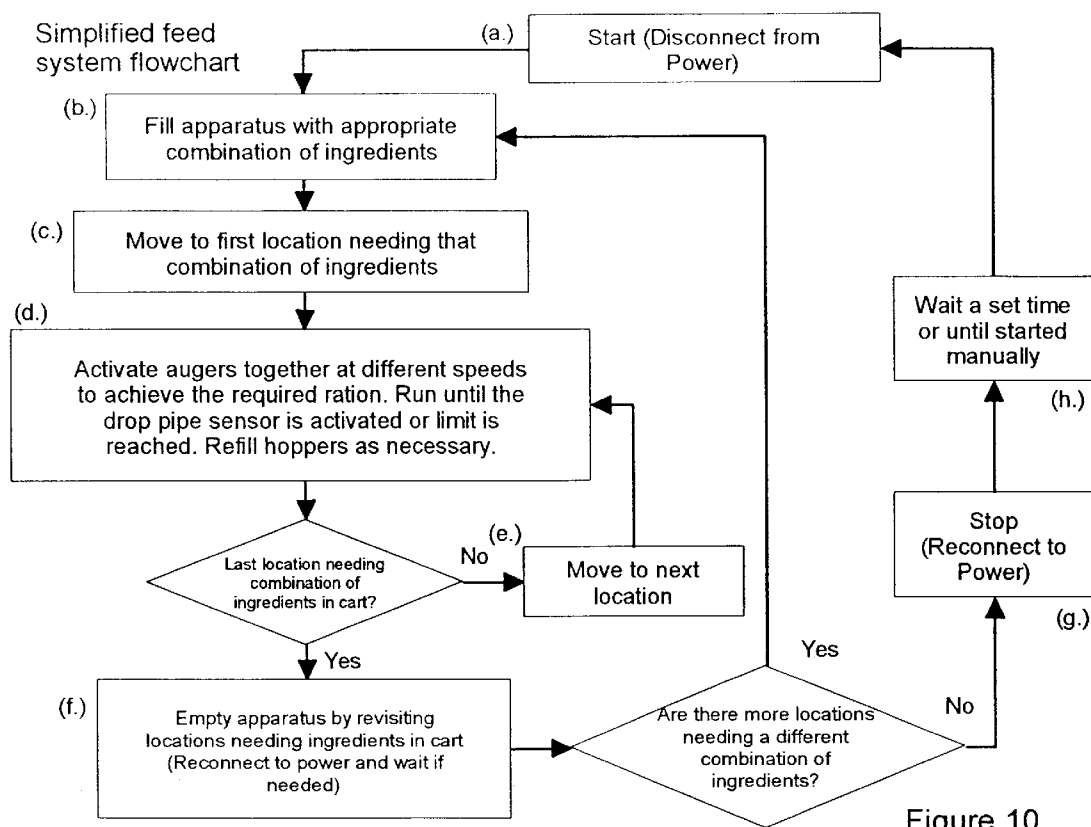 Simplified feed
system flowchart
(a.)
Start (Disconnect from
Power)
(b.)
Fill apparatus with appropriate
combination of ingredients
(c.)
Move to first location needing that
combination of ingredients
(d.)
Activate augers together at different speeds
to achieve the required ration. Run until the
drop pipe sensor is activated or limit is
reached. Refill hoppers as necessary.
Last location needing
combination of
ingredients in cart?
No
(e.)
Move to next
location
Yes
(f.)
Empty apparatus by revisiting
locations needing ingredients in cart
(Reconnect to power and wait if
needed)
Are there more locations
needing a different
combination of
ingredients?
Yes
No
Stop
(Reconnect to
Power)
(g.)
Wait a set time
or until started
manually
(h.)
Figure 10